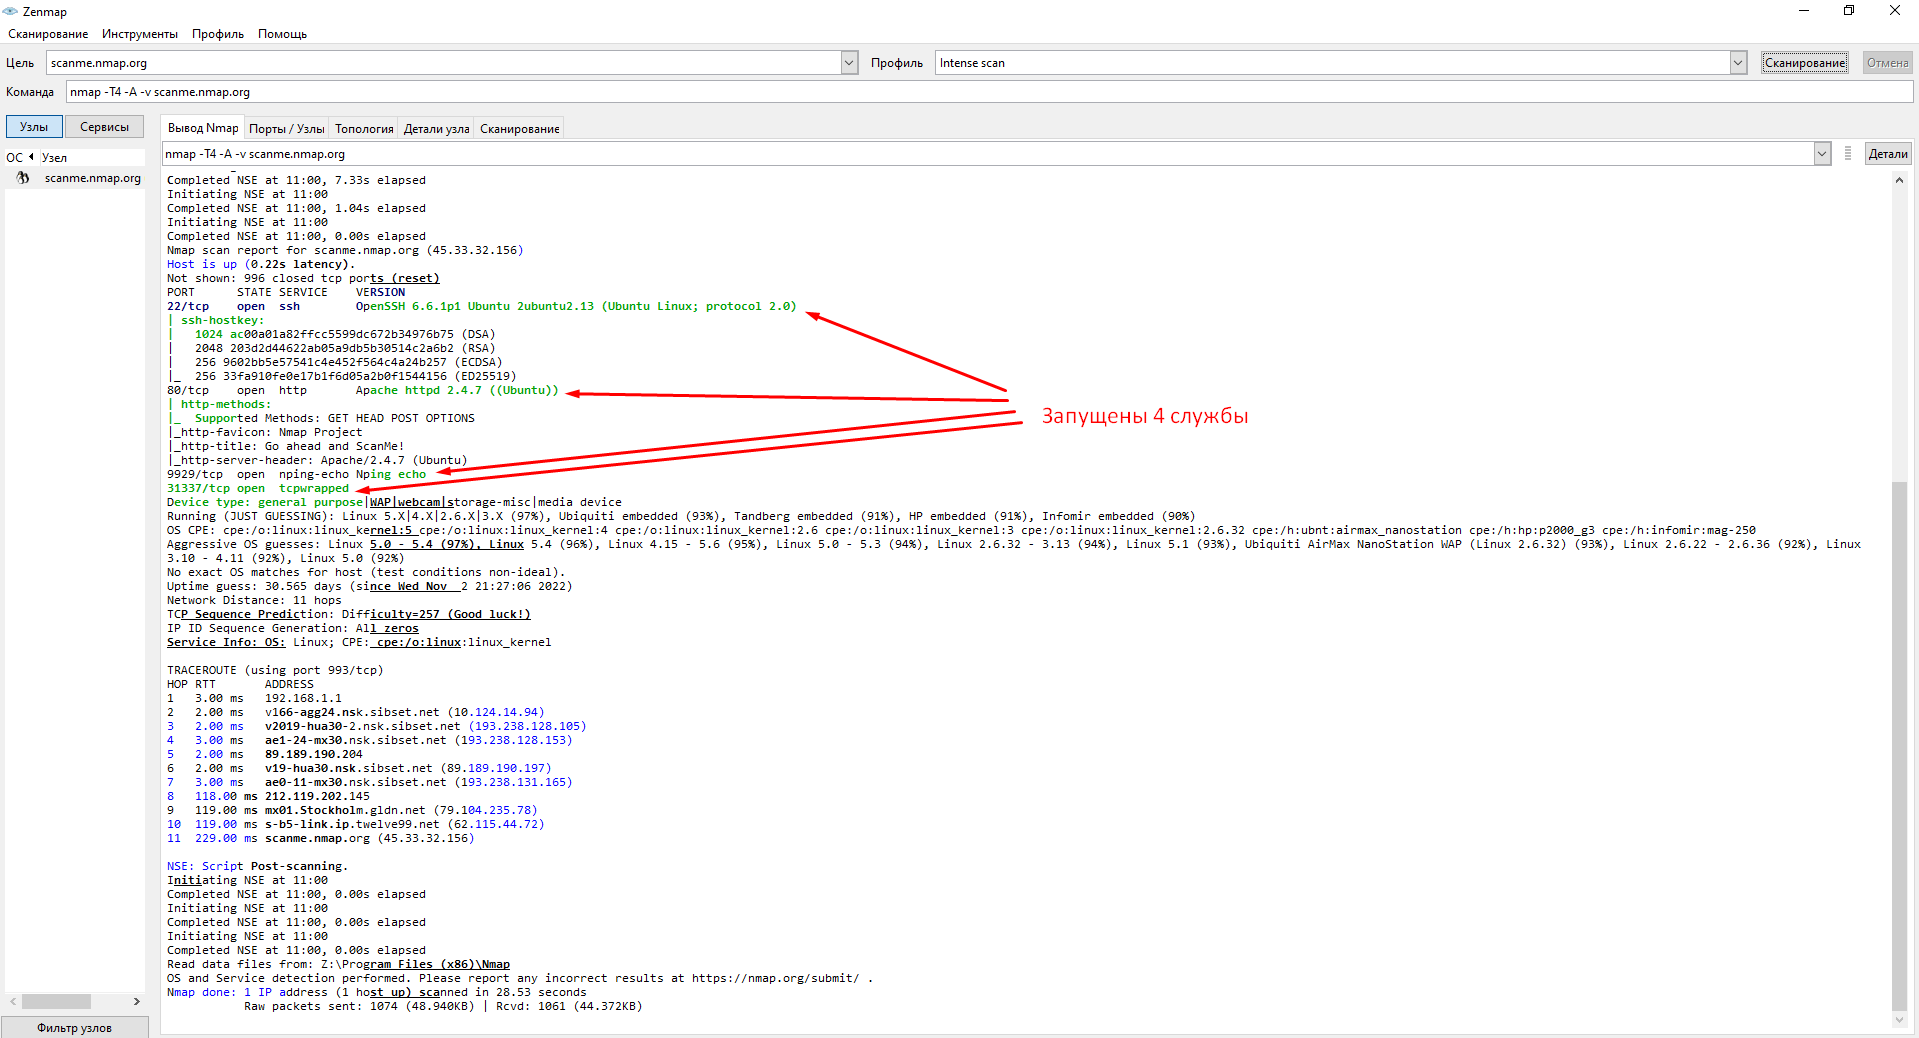 Zenmap
Сканирование Инструменты Профиль Помощь
Цель scanme.nmap.org Профиль Intense scan Сканирование Отмена
Команда nmap -T4 -A -v scanme.nmap.org
Узлы Сервисы
ОС Узел
scanme.nmap.org
Фильтр узлов
Вывод Nmap Порты / Узлы Топология Детали узла Сканирование
nmap -T4 -A -v scanme.nmap.org Детали
Completed NSE at 11:00, 7.33s elapsed
Initiating NSE at 11:00
Completed NSE at 11:00, 1.04s elapsed
Initiating NSE at 11:00
Completed NSE at 11:00, 0.00s elapsed
Nmap scan report for scanme.nmap.org (45.33.32.156)
Host is up (0.22s latency).
Not shown: 996 closed tcp ports (reset)
PORT STATE SERVICE VERSION
22/tcp open ssh OpenSSH 6.6.1p1 Ubuntu 2ubuntu2.13 (Ubuntu Linux; protocol 2.0)
| ssh-hostkey:
| 1024 ac00a01a82ffcc5599dc672b34976b75 (DSA)
| 2048 203d2d44622ab05a9db5b30514c2a6b2 (RSA)
| 256 9602bb5e57541c4e452f564c4a24b257 (ECDSA)
|_ 256 33fa910fe0e17b1f6d05a2b0f1544156 (ED25519)
80/tcp open http Apache httpd 2.4.7 ((Ubuntu))
| http-methods:
|_ Supported Methods: GET HEAD POST OPTIONS
|_http-favicon: Nmap Project
|_http-title: Go ahead and ScanMe!
|_http-server-header: Apache/2.4.7 (Ubuntu)
9929/tcp open nping-echo Nping echo
31337/tcp open tcpwrapped
Запущены 4 службы
Device type: general purpose|WAP|webcam|storage-misc|media device
Running (JUST GUESSING): Linux 5.X|4.X|2.6.X|3.X (97%), Ubiquiti embedded (93%), Tandberg embedded (91%), HP embedded (91%), Infomir embedded (90%)
OS CPE: cpe:/o:linux:linux_kernel:5 cpe:/o:linux:linux_kernel:4 cpe:/o:linux:linux_kernel:2.6 cpe:/o:linux:linux_kernel:3 cpe:/o:linux:linux_kernel:2.6.32 cpe:/h:ubnt:airmax_nanostation cpe:/h:hp:p2000_g3 cpe:/h:infomir:mag-250
Aggressive OS guesses: Linux 5.0 - 5.4 (97%), Linux 5.4 (96%), Linux 4.15 - 5.6 (95%), Linux 5.0 - 5.3 (94%), Linux 2.6.32 - 3.13 (94%), Linux 5.1 (93%), Ubiquiti AirMax NanoStation WAP (Linux 2.6.32) (93%), Linux 2.6.22 - 2.6.36 (92%), Linux
3.10 - 4.11 (92%), Linux 5.0 (92%)
No exact OS matches for host (test conditions non-ideal).
Uptime guess: 30.565 days (since Wed Nov 2 21:27:06 2022)
Network Distance: 11 hops
TCP Sequence Prediction: Difficulty=257 (Good luck!)
IP ID Sequence Generation: All zeros
Service Info: OS: Linux; CPE: cpe:/o:linux:linux_kernel
TRACEROUTE (using port 993/tcp)
HOP RTT ADDRESS
1 3.00 ms 192.168.1.1
2 2.00 ms v166-agg24.nsk.sibset.net (10.124.14.94)
3 2.00 ms v2019-hua30-2.nsk.sibset.net (193.238.128.105)
4 3.00 ms ae1-24-mx30.nsk.sibset.net (193.238.128.153)
5 2.00 ms 89.189.190.204
6 2.00 ms v19-hua30.nsk.sibset.net (89.189.190.197)
7 3.00 ms ae0-11-mx30.nsk.sibset.net (193.238.131.165)
8 118.00 ms 212.119.202.145
9 119.00 ms mx01.Stockholm.gldn.net (79.104.235.78)
10 119.00 ms s-b5-link.ip.twelve99.net (62.115.44.72)
11 229.00 ms scanme.nmap.org (45.33.32.156)
NSE: Script Post-scanning.
Initiating NSE at 11:00
Completed NSE at 11:00, 0.00s elapsed
Initiating NSE at 11:00
Completed NSE at 11:00, 0.00s elapsed
Initiating NSE at 11:00
Completed NSE at 11:00, 0.00s elapsed
Read data files from: Z:\Program Files (x86)\Nmap
OS and Service detection performed. Please report any incorrect results at https://nmap.org/submit/ .
Nmap done: 1 IP address (1 host up) scanned in 28.53 seconds
Raw packets sent: 1074 (48.940KB) | Rcvd: 1061 (44.372KB)